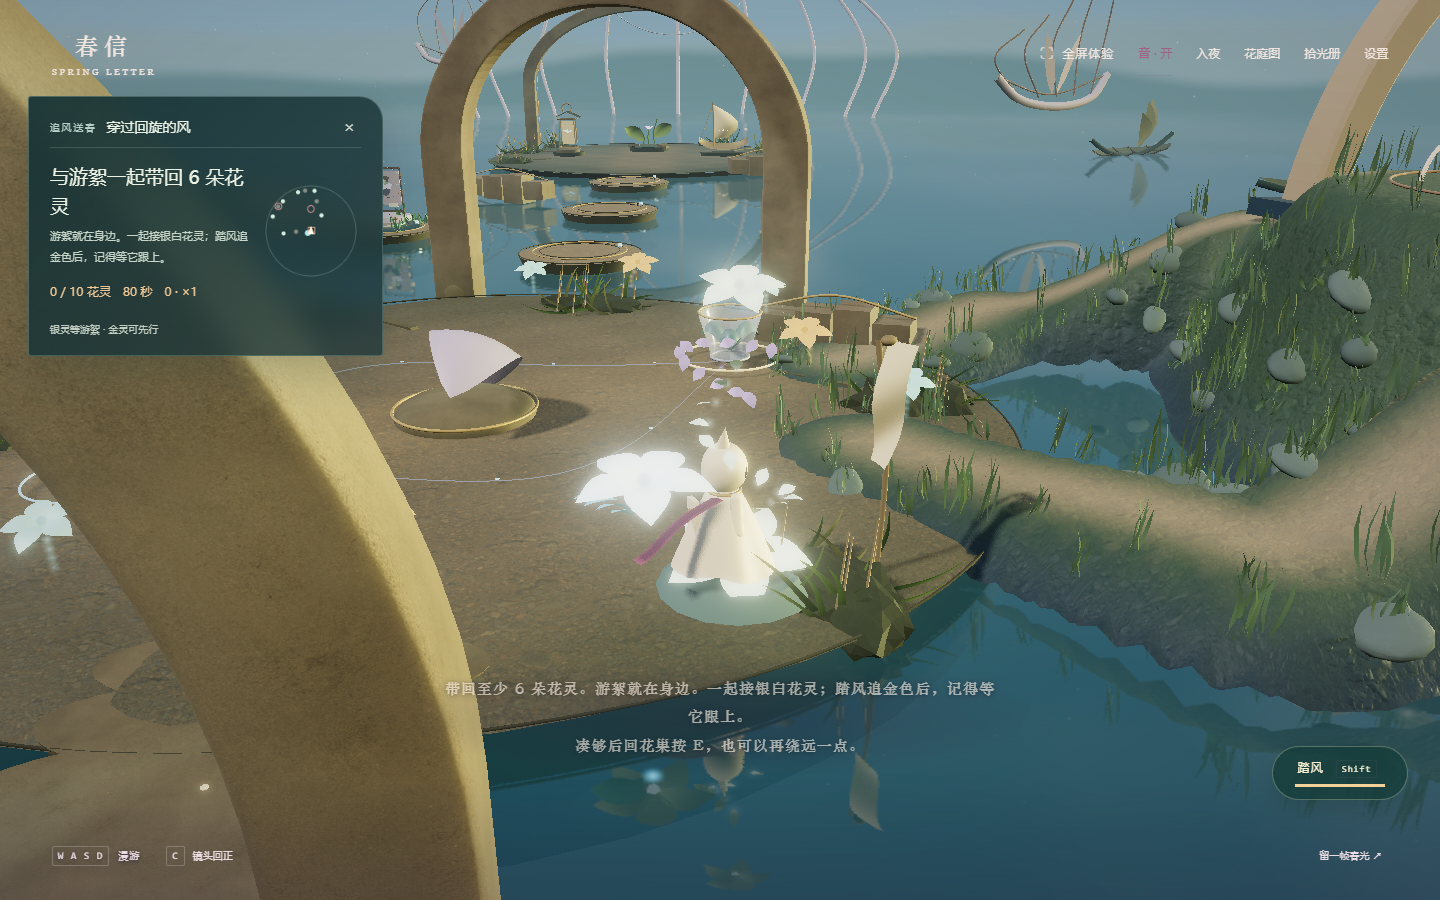 春信
SPRING LETTER
全屏体验 音·开 入夜 花庭图 拾光册 设置
追风送春 穿过回旋的风 ×
与游絮一起带回 6 朵花
灵
游絮就在身边。一起接银白花灵；踏风追
金色后，记得等它跟上。
0 / 10 花灵 80 秒 0 · ×1
银灵等游絮 · 金灵可先行
带回至少 6 朵花灵。游絮就在身边。一起接银白花灵；踏风追金色后，记得等
它跟上。
凑够后回花巢按 E，也可以再绕远一点。
踏风 Shift
W A S D 漫游 C 镜头回正
留一帧春光 ↗